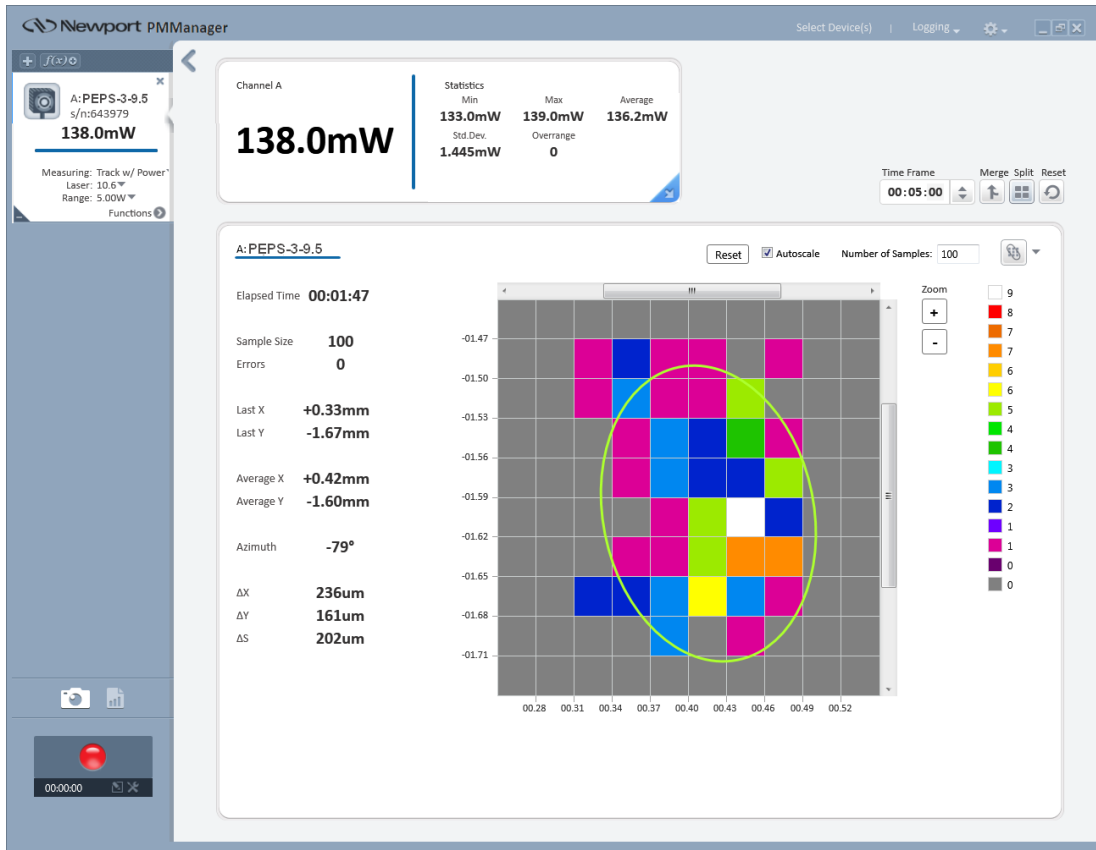 Newport PMManager
Select Device(s) | Logging
f(x)
A:PEPS-3-9.5
s/n:643979
138.0mW
Measuring: Track w/ Power
Laser: 10.6
Range: 5.00W
Functions
Channel A
138.0mW
Statistics
Min Max Average
133.0mW 139.0mW 136.2mW
Std.Dev. Overrange
1.445mW 0
Time Frame Merge Split Reset
00:05:00
A:PEPS-3-9.5
Reset Autoscale Number of Samples: 100
Elapsed Time 00:01:47
Sample Size 100
Errors 0
Last X +0.33mm
Last Y -1.67mm
Average X +0.42mm
Average Y -1.60mm
Azimuth -79°
ΔX 236um
ΔY 161um
ΔS 202um
-01.47
-01.50
-01.53
-01.56
-01.59
-01.62
-01.65
-01.68
-01.71
00.28 00.31 00.34 00.37 00.40 00.43 00.46 00.49 00.52
Zoom
+
-
9
8
7
7
6
6
5
4
4
3
3
2
1
1
0
0
00:00:00